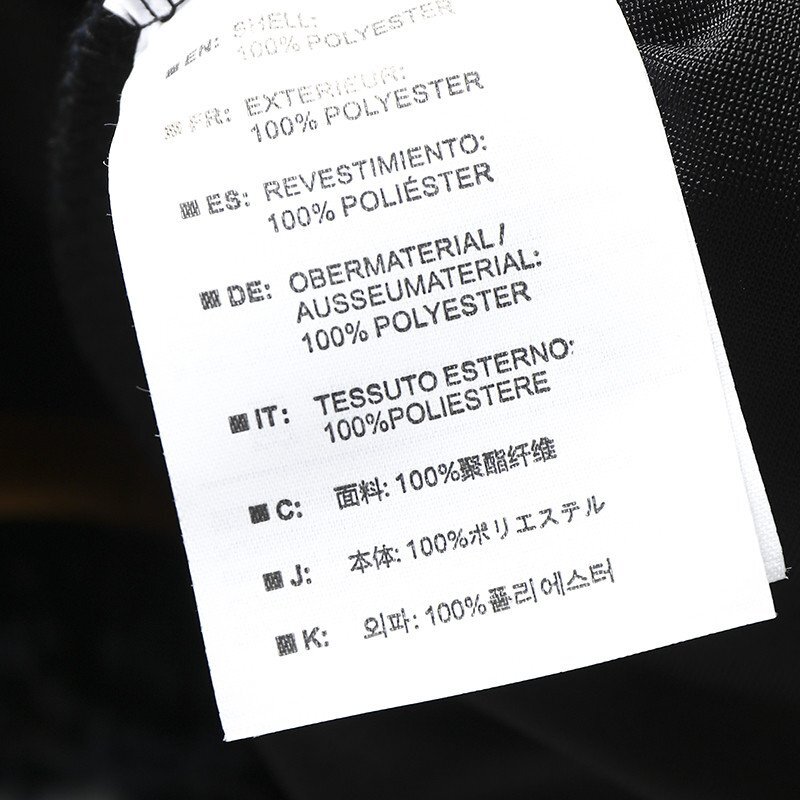 EN: SHELL:
100% POLYESTER
FR: EXTERIEUR:
100% POLYESTER
ES: REVESTIMIENTO:
100% POLIÉSTER
DE: OBERMATERIAL/
AUSSEUMATERIAL:
100% POLYESTER
IT: TESSUTO ESTERNO:
100%POLIESTERE
C: 面料: 100%聚酯纤维
J: 本体: 100%ポリエステル
K: 외파: 100%폴리에스터